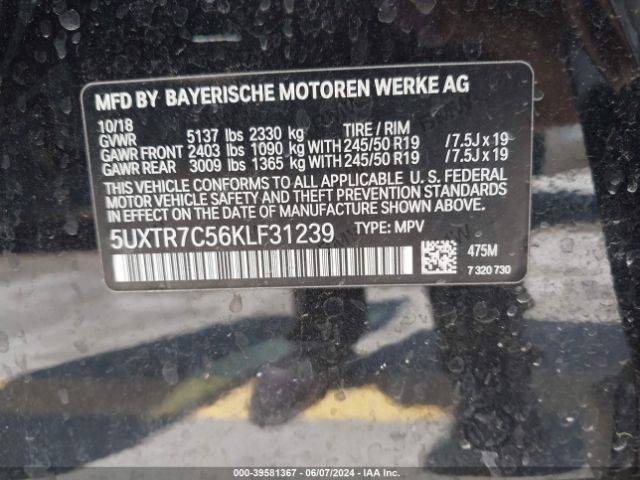 MFD BY BAYERISCHE MOTOREN WERKE AG
10/18
GVWR 5137 lbs 2330 kg TIRE / RIM
GAWR FRONT 2403 lbs 1090 kg WITH 245/50 R19 / 7.5J x 19
GAWR REAR 3009 lbs 1365 kg WITH 245/50 R19 / 7.5J x 19
THIS VEHICLE CONFORMS TO ALL APPLICABLE U. S. FEDERAL
MOTOR VEHICLE SAFETY AND THEFT PREVENTION STANDARDS
IN EFFECT ON THE DATE OF MANUFACTURE SHOWN ABOVE.
5UXTR7C56KLF31239 TYPE: MPV
475M
7 320 730
000-39581367 - 06/07/2024 - IAA Inc.